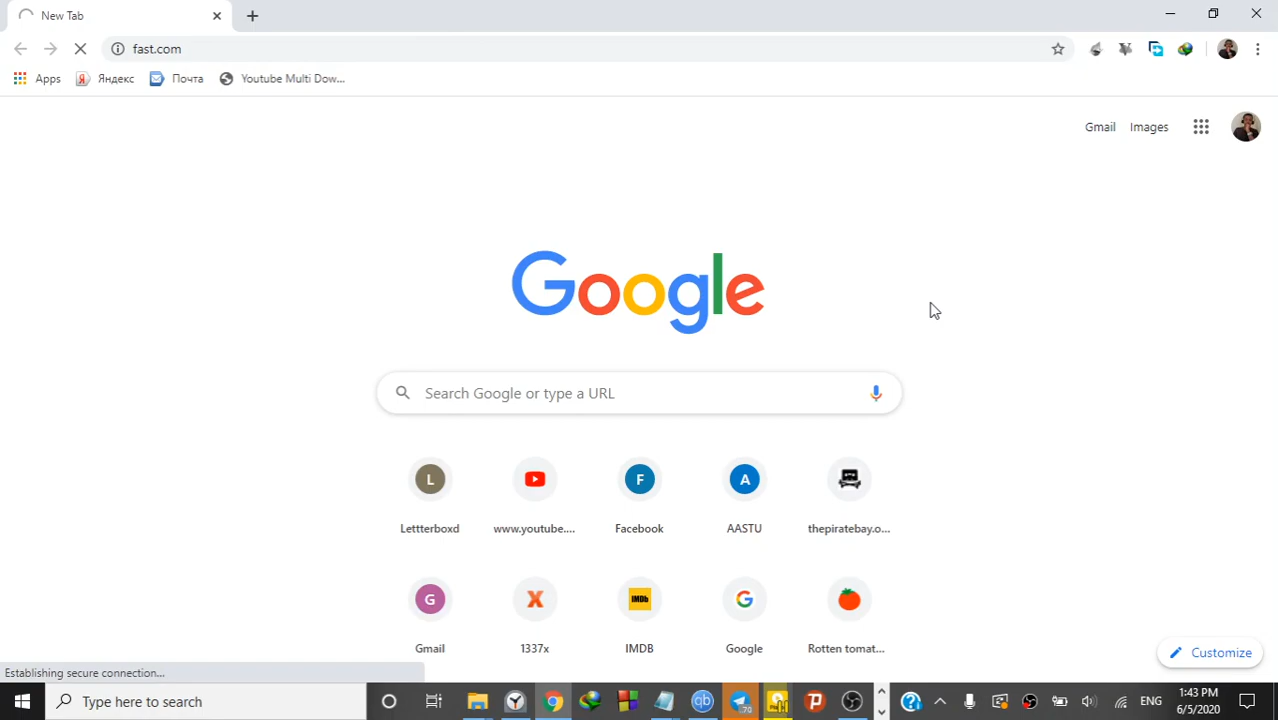 New Tab
fast.com
Apps Яндекс Почта Youtube Multi Dow...
Gmail Images
Google
Search Google or type a URL
L F A
Lettterboxd www.youtube.... Facebook AASTU thepiratebay.o...
G X IMDb G
Gmail 1337x IMDB Google Rotten tomat...
Customize
Establishing secure connection...
Type here to search
qb
70
ENG
1:43 PM
6/5/2020